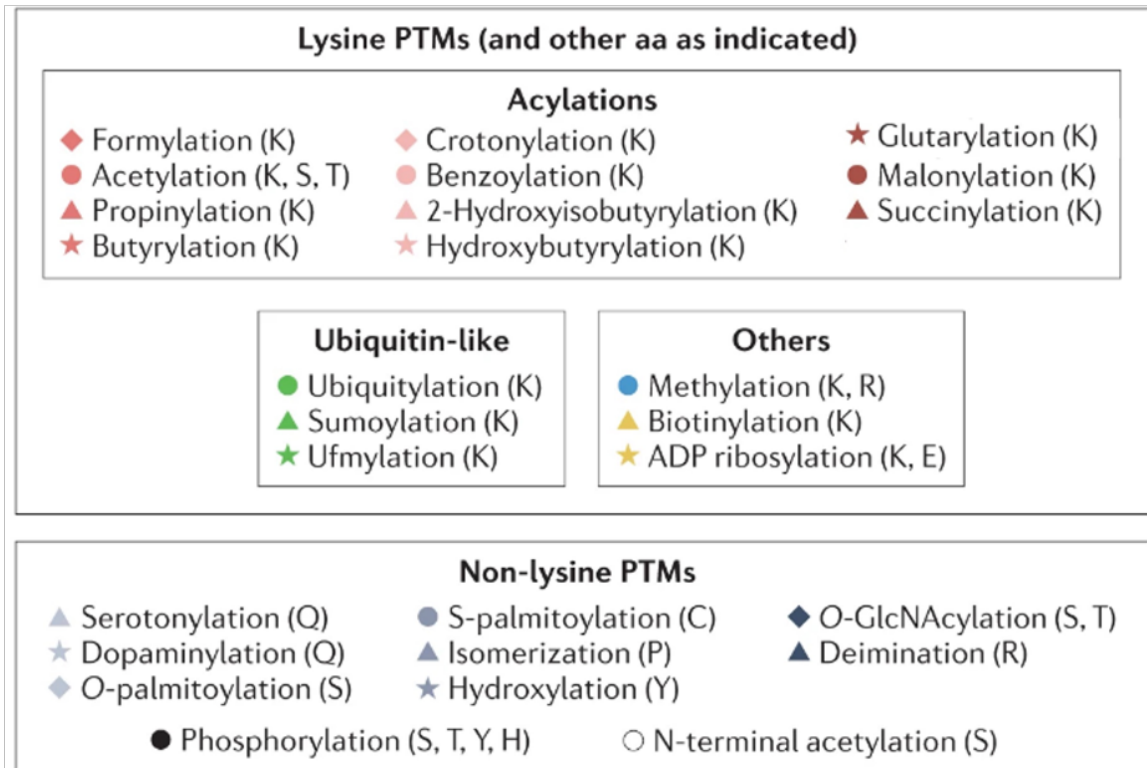 Lysine PTMs (and other aa as indicated)
Acylations
Formylation (K)
Acetylation (K, S, T)
Propinylation (K)
Butyrylation (K)
Crotonylation (K)
Benzoylation (K)
2-Hydroxyisobutyrylation (K)
Hydroxybutyrylation (K)
Glutarylation (K)
Malonylation (K)
Succinylation (K)
Ubiquitin-like
Ubiquitylation (K)
Sumoylation (K)
Ufmylation (K)
Others
Methylation (K, R)
Biotinylation (K)
ADP ribosylation (K, E)
Non-lysine PTMs
Serotonylation (Q)
Dopaminylation (Q)
O-palmitoylation (S)
S-palmitoylation (C)
Isomerization (P)
Hydroxylation (Y)
O-GlcNAcylation (S, T)
Deimination (R)
Phosphorylation (S, T, Y, H)
N-terminal acetylation (S)